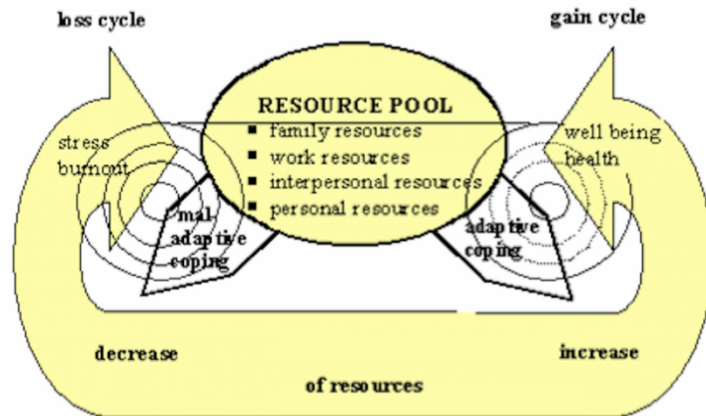 loss cycle
gain cycle
RESOURCE POOL
■ family resources
■ work resources
■ interpersonal resources
■ personal resources
stress
burnout
well being
health
mal-
adaptive
coping
adaptive
coping
decrease
increase
of resources